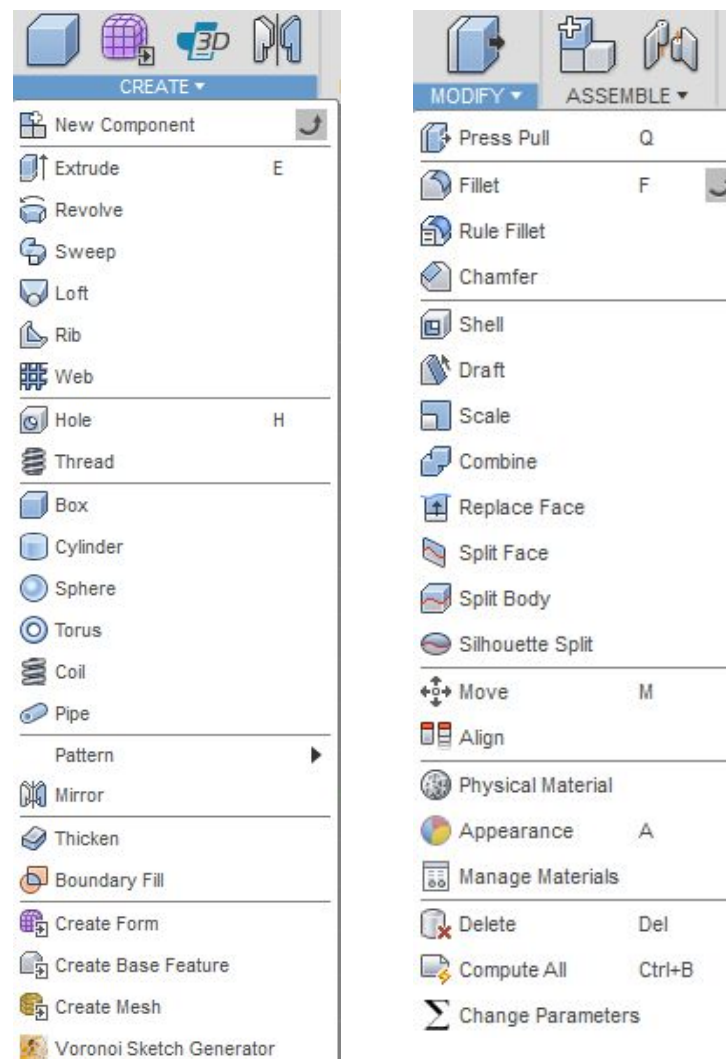 3D
CREATE ▾
New Component
Extrude E
Revolve
Sweep
Loft
Rib
Web
Hole H
Thread
Box
Cylinder
Sphere
Torus
Coil
Pipe
Pattern
Mirror
Thicken
Boundary Fill
Create Form
Create Base Feature
Create Mesh
Voronoi Sketch Generator
MODIFY ▾ ASSEMBLE ▾
Press Pull Q
Fillet F
Rule Fillet
Chamfer
Shell
Draft
Scale
Combine
Replace Face
Split Face
Split Body
Silhouette Split
Move M
Align
Physical Material
Appearance A
Manage Materials
Delete Del
Compute All Ctrl+B
Σ Change Parameters